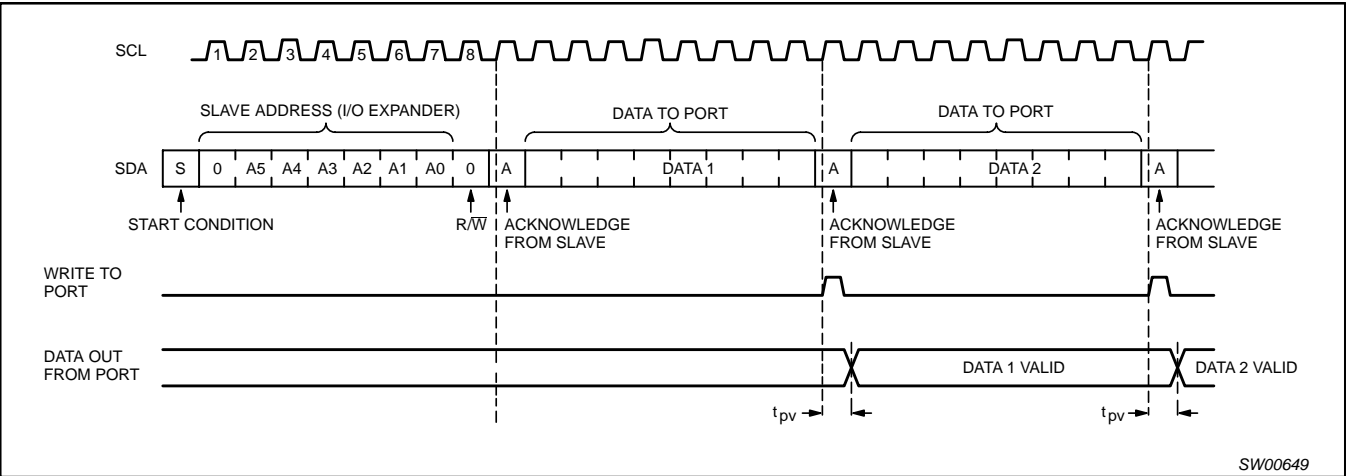 SCL 1 2 3 4 5 6 7 8
SLAVE ADDRESS (I/O EXPANDER) DATA TO PORT DATA TO PORT
SDA S 0 A5 A4 A3 A2 A1 A0 0 A DATA 1 A DATA 2 A
START CONDITION R/W̅ ACKNOWLEDGE ACKNOWLEDGE ACKNOWLEDGE
FROM SLAVE FROM SLAVE FROM SLAVE
WRITE TO
PORT
DATA OUT
FROM PORT DATA 1 VALID DATA 2 VALID
tpv tpv
SW00649